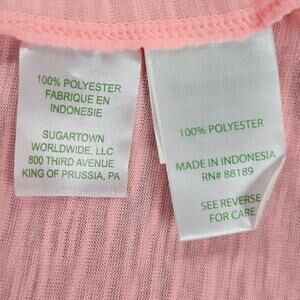 100% POLYESTER
FABRIQUE EN
INDONESIE
SUGARTOWN
WORLDWIDE, LLC
800 THIRD AVENUE
KING OF PRUSSIA, PA
100% POLYESTER
MADE IN INDONESIA
RN# 88189
SEE REVERSE
FOR CARE